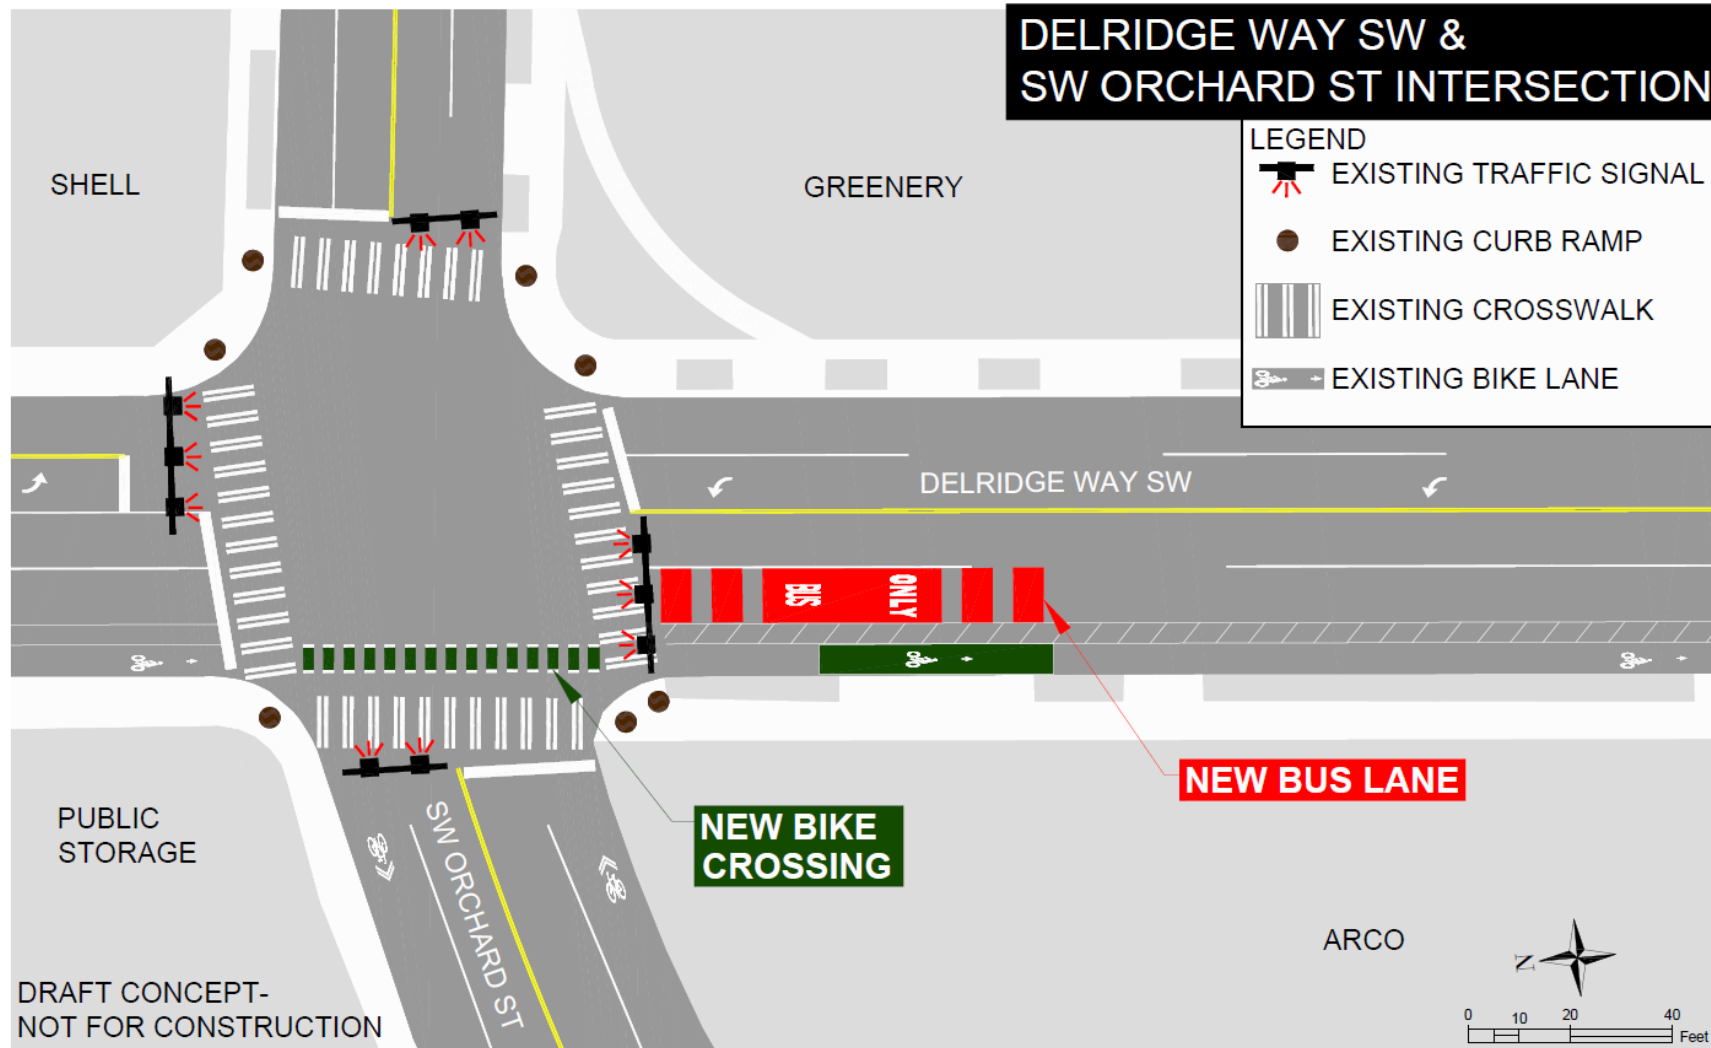 DELRIDGE WAY SW &
SW ORCHARD ST INTERSECTION
LEGEND
EXISTING TRAFFIC SIGNAL
EXISTING CURB RAMP
EXISTING CROSSWALK
EXISTING BIKE LANE
SHELL
GREENERY
DELRIDGE WAY SW
BUS
ONLY
NEW BUS LANE
NEW BIKE
CROSSING
PUBLIC
STORAGE
SW ORCHARD ST
ARCO
N
DRAFT CONCEPT-
NOT FOR CONSTRUCTION
0 10 20 40
Feet